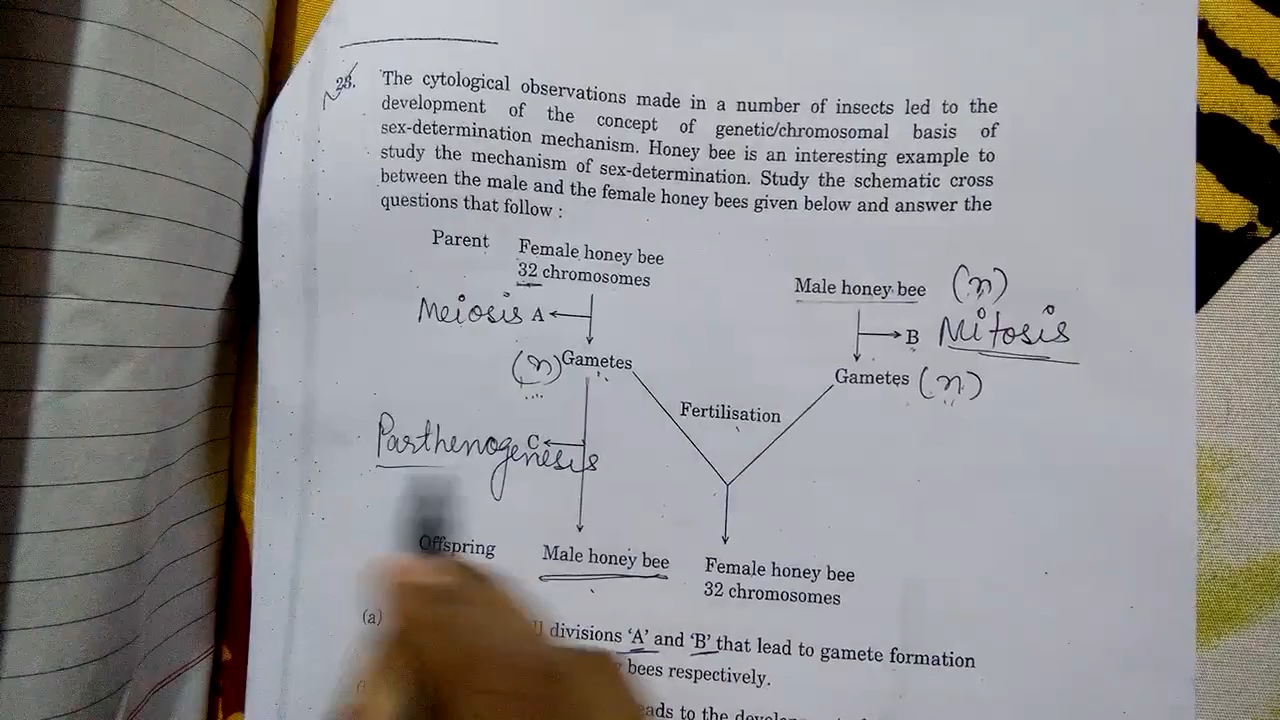 28. The cytological observations made in a number of insects led to the
development of the concept of genetic/chromosomal basis of
sex-determination mechanism. Honey bee is an interesting example to
study the mechanism of sex-determination. Study the schematic cross
between the male and the female honey bees given below and answer the
questions that follow :
Parent Female honey bee
32 chromosomes
Male honey bee (n)
Meiosis A
B Mitosis
(n) Gametes
Gametes (n)
Fertilisation
Parthenogenesis C
Offspring Male honey bee Female honey bee
32 chromosomes
(a) divisions ‘A’ and ‘B’ that lead to gamete formation
bees respectively.
to the